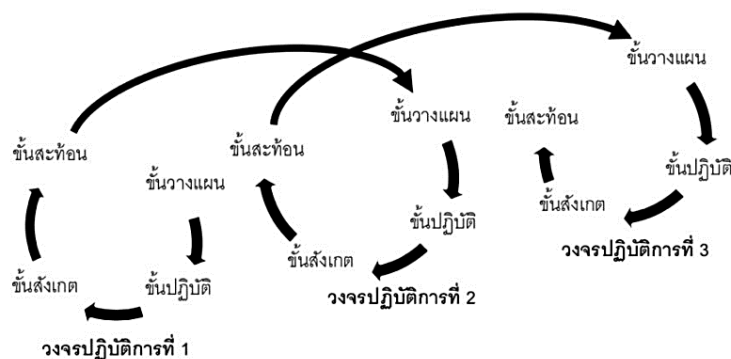 ขั้นวางแผน
ขั้นปฏิบัติ
ขั้นสังเกต
ขั้นสะท้อน
วงจรปฏิบัติการที่ 1
ขั้นวางแผน
ขั้นปฏิบัติ
ขั้นสังเกต
ขั้นสะท้อน
วงจรปฏิบัติการที่ 2
ขั้นวางแผน
ขั้นปฏิบัติ
ขั้นสังเกต
ขั้นสะท้อน
วงจรปฏิบัติการที่ 3